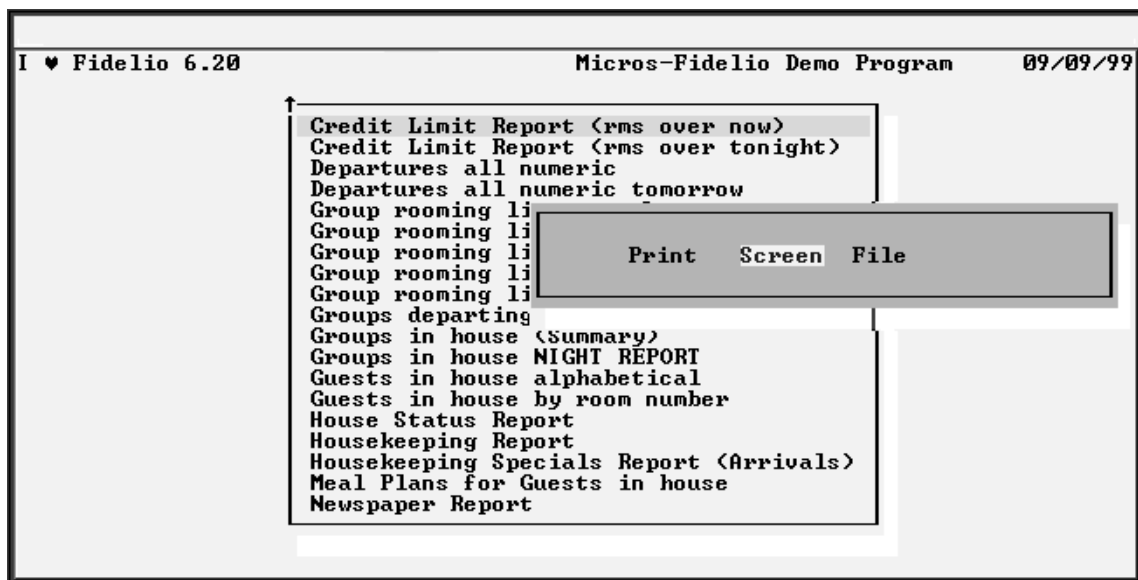 I ♥ Fidelio 6.20 Micros-Fidelio Demo Program 09/09/99
Credit Limit Report (rms over now)
Credit Limit Report (rms over tonight)
Departures all numeric
Departures all numeric tomorrow
Group rooming li
Group rooming li
Group rooming li
Group rooming li
Group rooming li
Groups departing
Groups in house (Summary)
Groups in house NIGHT REPORT
Guests in house alphabetical
Guests in house by room number
House Status Report
Housekeeping Report
Housekeeping Specials Report (Arrivals)
Meal Plans for Guests in house
Newspaper Report
Print Screen File